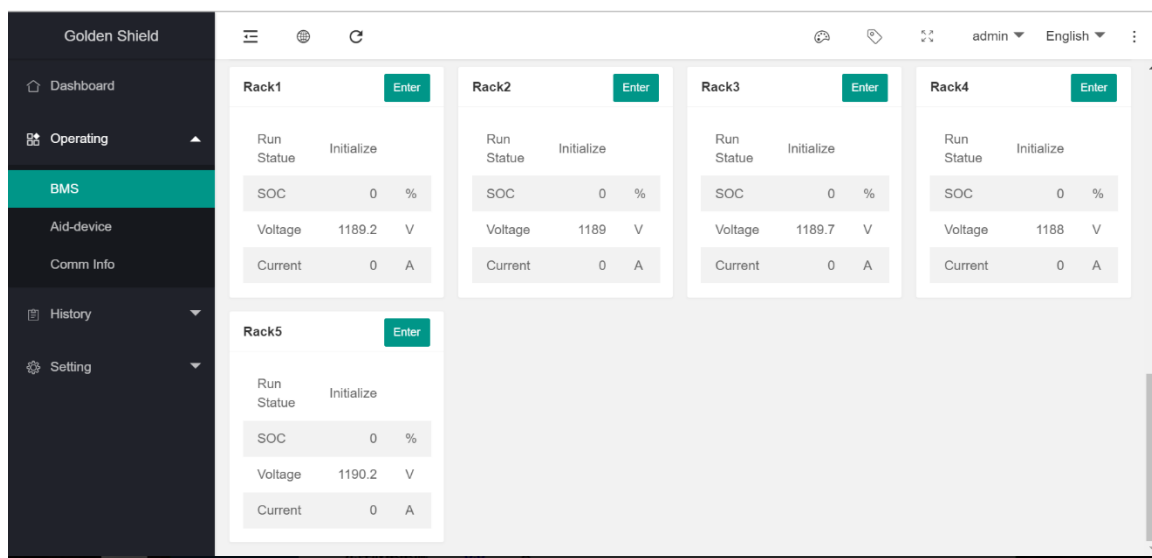 Golden Shield
admin English
Dashboard
Operating
BMS
Aid-device
Comm Info
History
Setting
Rack1 Enter
Run
Statue Initialize
SOC 0 %
Voltage 1189.2 V
Current 0 A
Rack2 Enter
Run
Statue Initialize
SOC 0 %
Voltage 1189 V
Current 0 A
Rack3 Enter
Run
Statue Initialize
SOC 0 %
Voltage 1189.7 V
Current 0 A
Rack4 Enter
Run
Statue Initialize
SOC 0 %
Voltage 1188 V
Current 0 A
Rack5 Enter
Run
Statue Initialize
SOC 0 %
Voltage 1190.2 V
Current 0 A